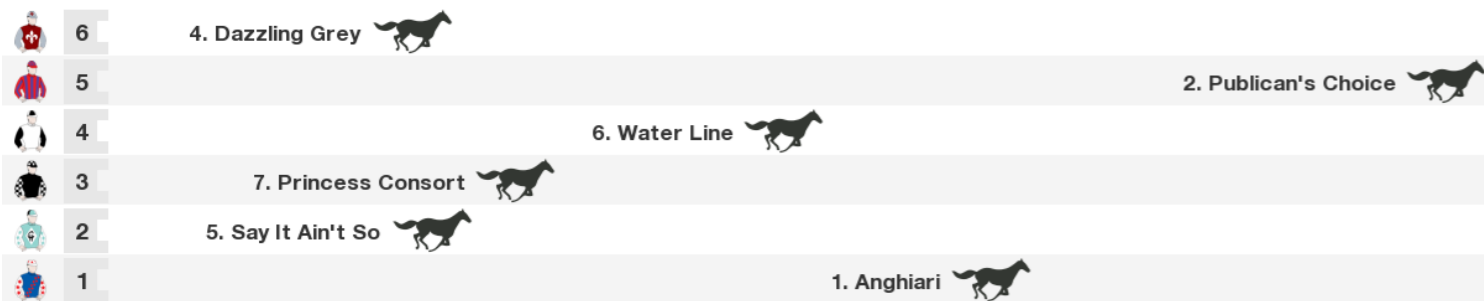 6 4. Dazzling Grey
5 2. Publican's Choice
4 6. Water Line
3 7. Princess Consort
2 5. Say It Ain't So
1 1. Anghiari